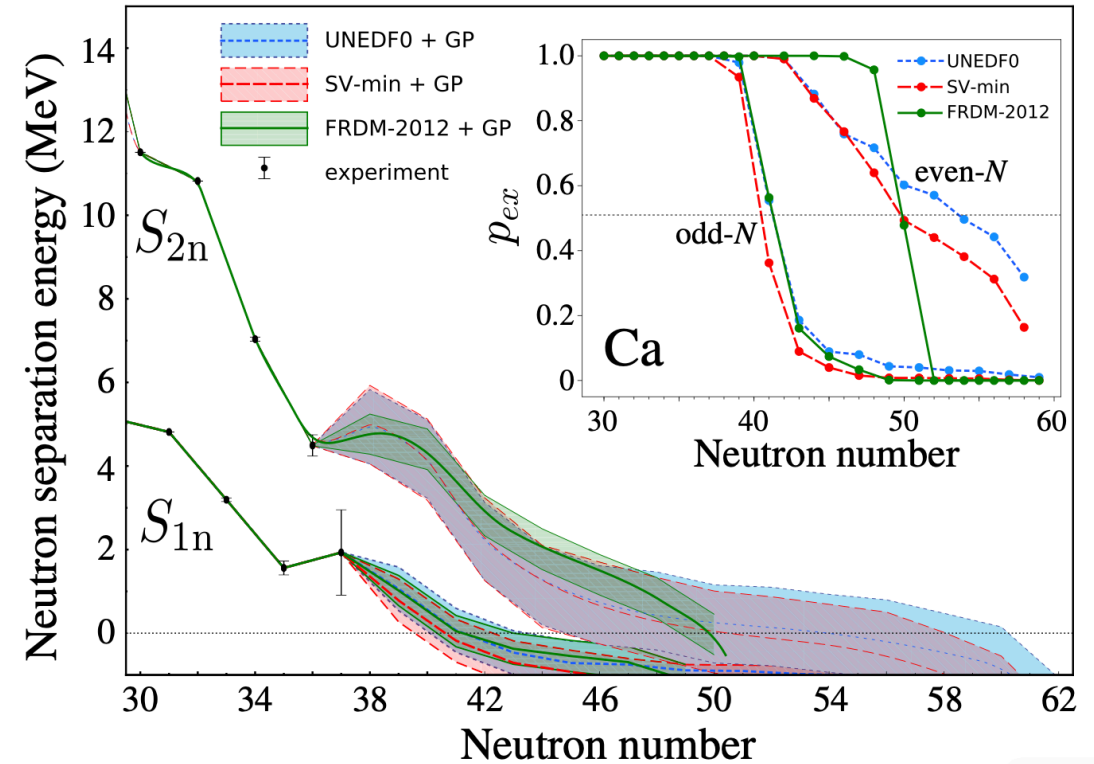 Neutron separation energy (MeV)
14
12
10
8
6
4
2
0
30
34
38
42
46
50
54
58
62
Neutron number
UNEDF0 + GP
SV-min + GP
FRDM-2012 + GP
experiment
S2n
S1n
pex
1.0
0.8
0.6
0.4
0.2
0
30
40
50
60
Neutron number
UNEDF0
SV-min
FRDM-2012
even-N
odd-N
Ca